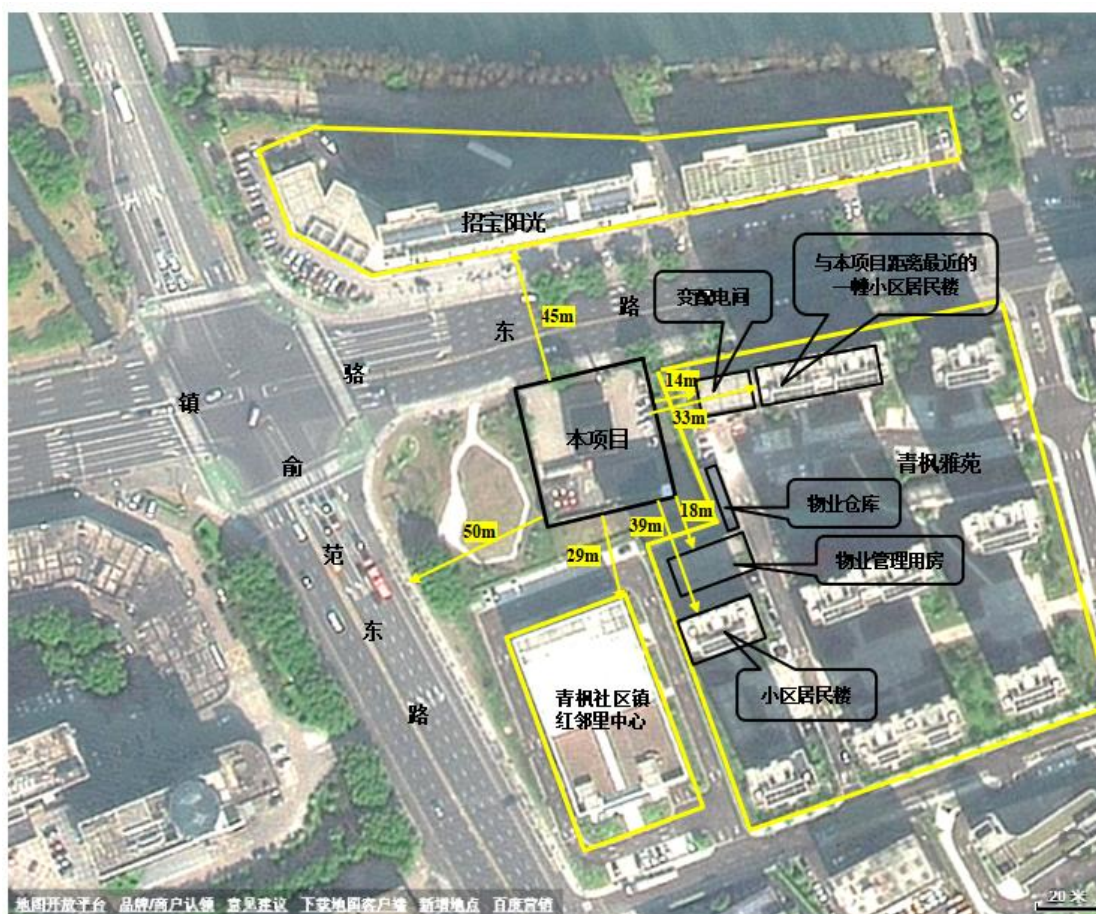 招宝阳光
与本项目距离最近的
一幢小区居民楼
变配电间
45m
东
路
骆
镇
14m
33m
本项目
青枫雅苑
俞
物业仓库
18m
39m
50m
29m
范
物业管理用房
东
小区居民楼
青枫社区镇
红邻里中心
路
地图开放平台 品牌/商户认领 意见建议 下载地图客户端 新增地点 百度营销
20 米